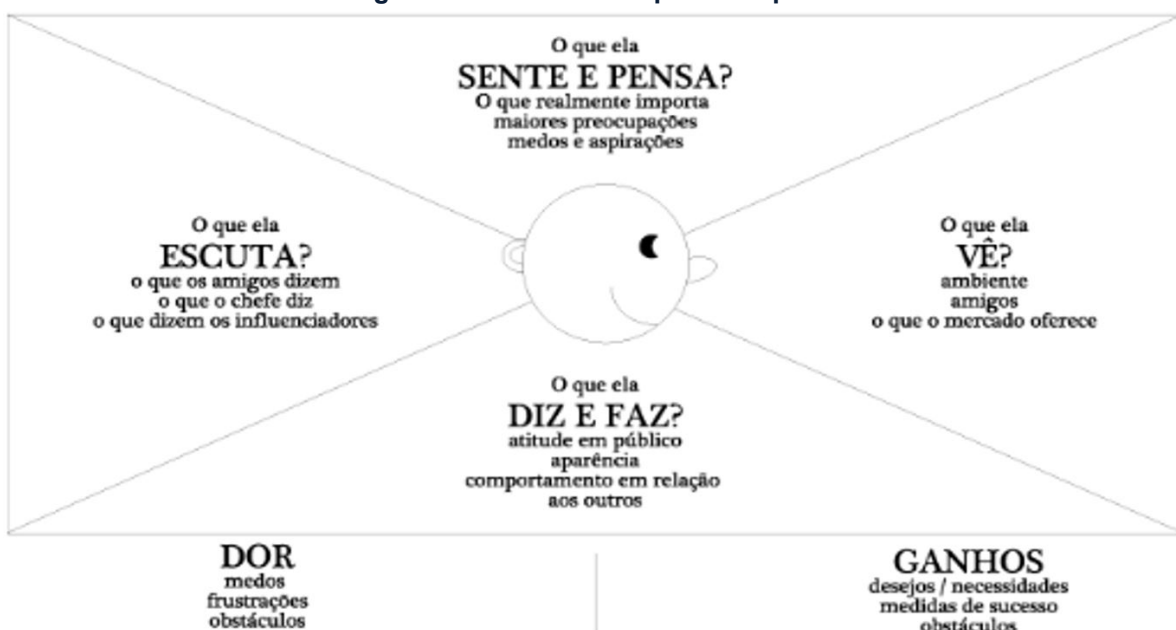 O que ela
SENTE E PENSA?
O que realmente importa
maiores preocupações
medos e aspirações
O que ela
ESCUTA?
o que os amigos dizem
o que o chefe diz
o que dizem os influenciadores
O que ela
VÊ?
ambiente
amigos
o que o mercado oferece
O que ela
DIZ E FAZ?
atitude em público
aparência
comportamento em relação
aos outros
DOR
medos
frustrações
obstáculos
GANHOS
desejos / necessidades
medidas de sucesso
obstáculos